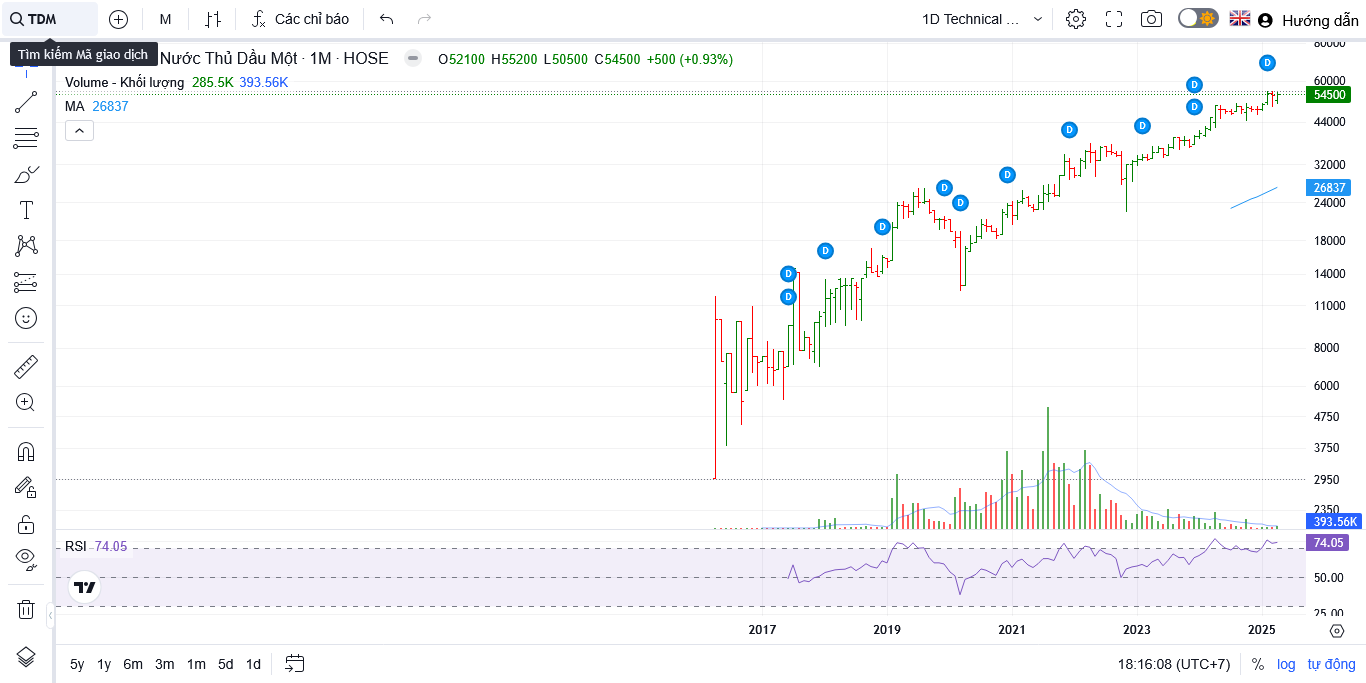 TDM
M
Các chỉ báo
1D Technical ...
Hướng dẫn
Tìm kiếm Mã giao dịch
Nước Thủ Dầu Một · 1M · HOSE
O52100 H55200 L50500 C54500 +500 (+0.93%)
Volume - Khối lượng 285.5K 393.56K
MA 26837
D
D
D
D
D
D
D
D
D
D
D
D
80000
60000
54500
44000
32000
26837
24000
18000
14000
11000
8000
6000
4750
3750
2950
2350
393.56K
RSI 74.05
74.05
50.00
25.00
2017 2019 2021 2023 2025
5y 1y 6m 3m 1m 5d 1d
18:16:08 (UTC+7) % log tự động